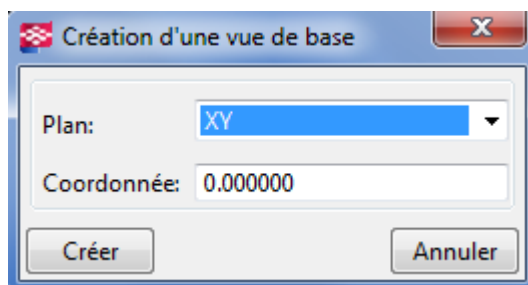 Création d'une vue de base
Plan: XY
Coordonnée: 0.000000
Créer Annuler